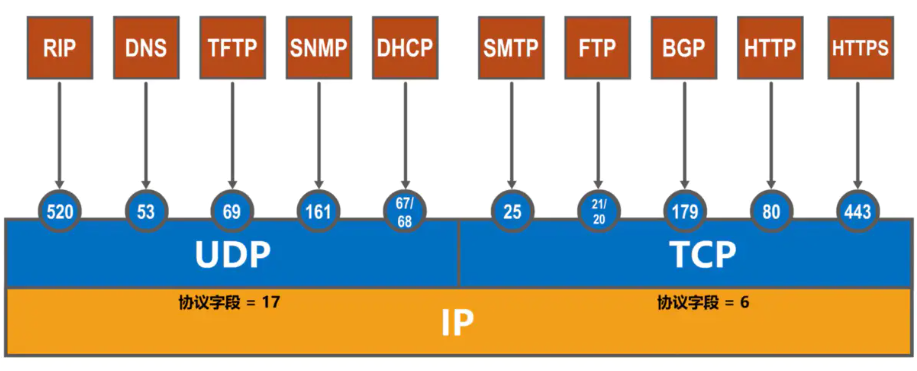 RIP DNS TFTP SNMP DHCP SMTP FTP BGP HTTP HTTPS
520 53 69 161 67/68 25 21/20 179 80 443
UDP TCP
协议字段 = 17 协议字段 = 6
IP